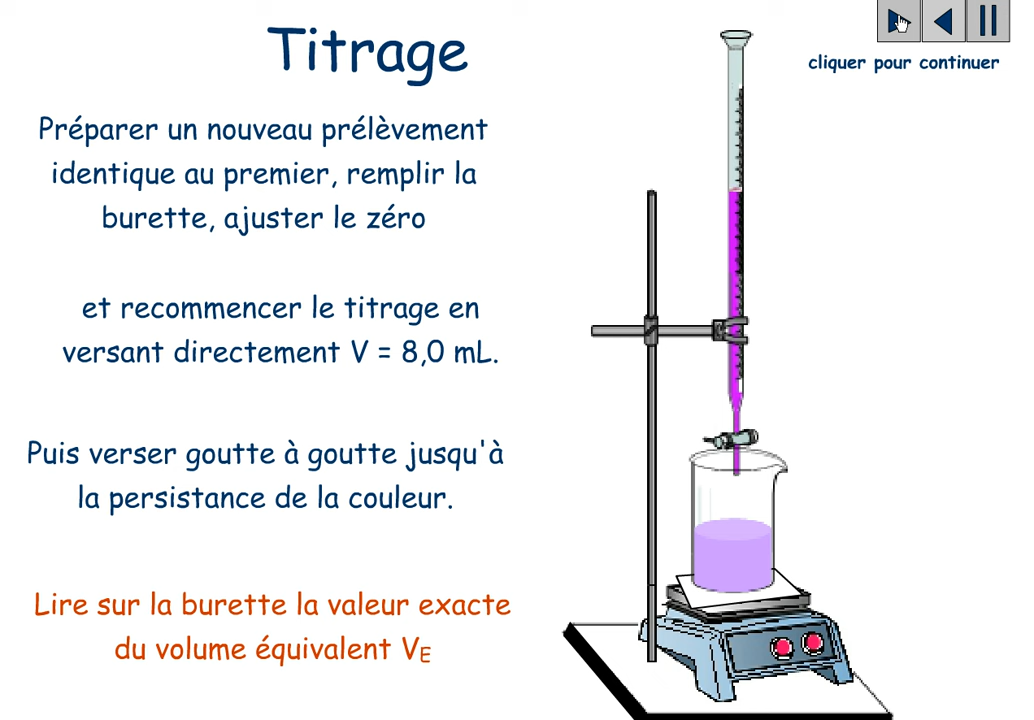 Titrage
cliquer pour continuer
Préparer un nouveau prélèvement
identique au premier, remplir la
burette, ajuster le zéro
et recommencer le titrage en
versant directement V = 8,0 mL.
Puis verser goutte à goutte jusqu'à
la persistance de la couleur.
Lire sur la burette la valeur exacte
du volume équivalent VE